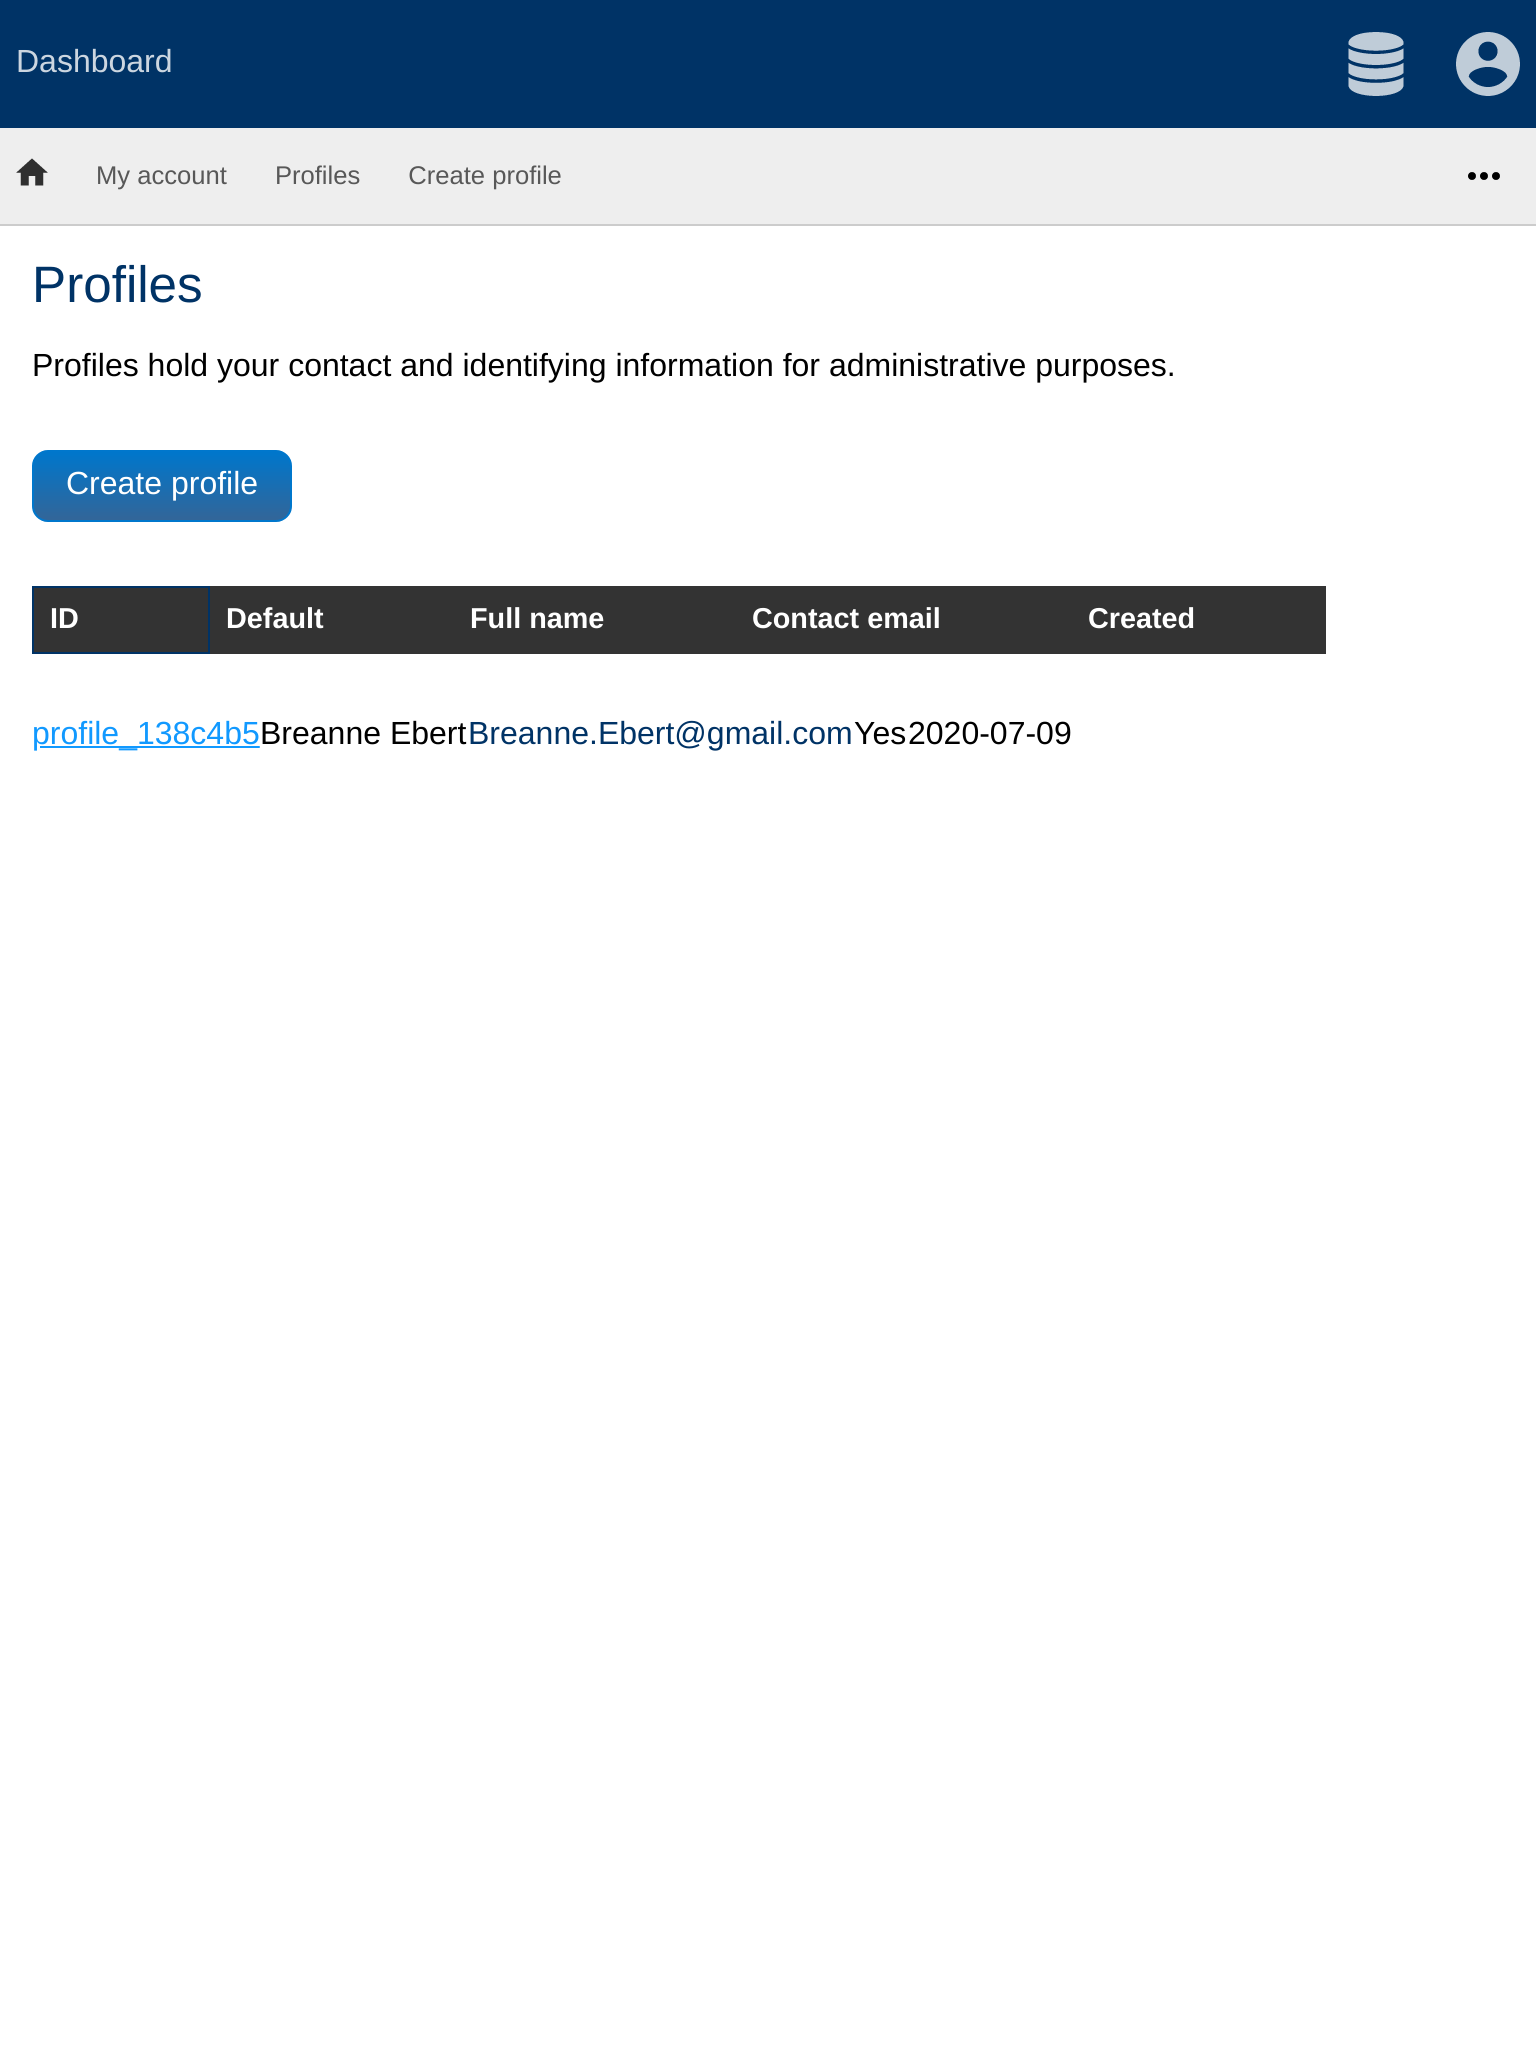 Dashboard
My account Profiles Create profile
Profiles
Profiles hold your contact and identifying information for administrative purposes.
Create profile
ID Default Full name Contact email Created
profile_138c4b5Breanne EbertBreanne.Ebert@gmail.comYes2020-07-09